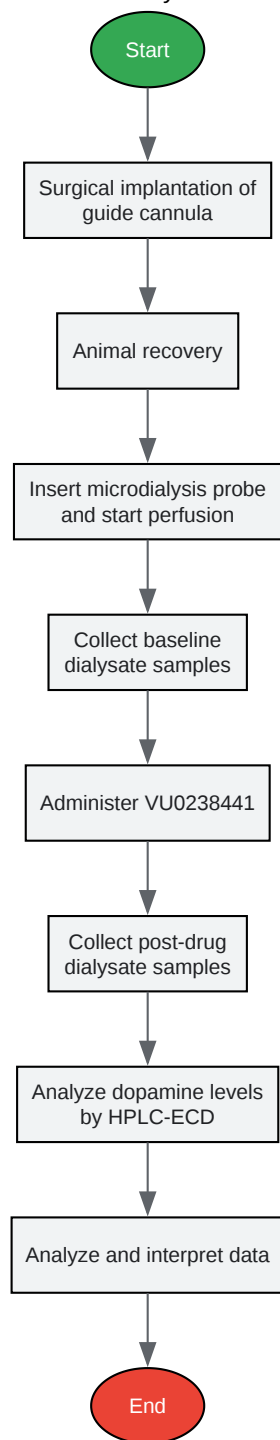 Start
Surgical implantation of
guide cannula
Animal recovery
Insert microdialysis probe
and start perfusion
Collect baseline
dialysate samples
Administer VU0238441
Collect post-drug
dialysate samples
Analyze dopamine levels
by HPLC-ECD
Analyze and interpret data
End